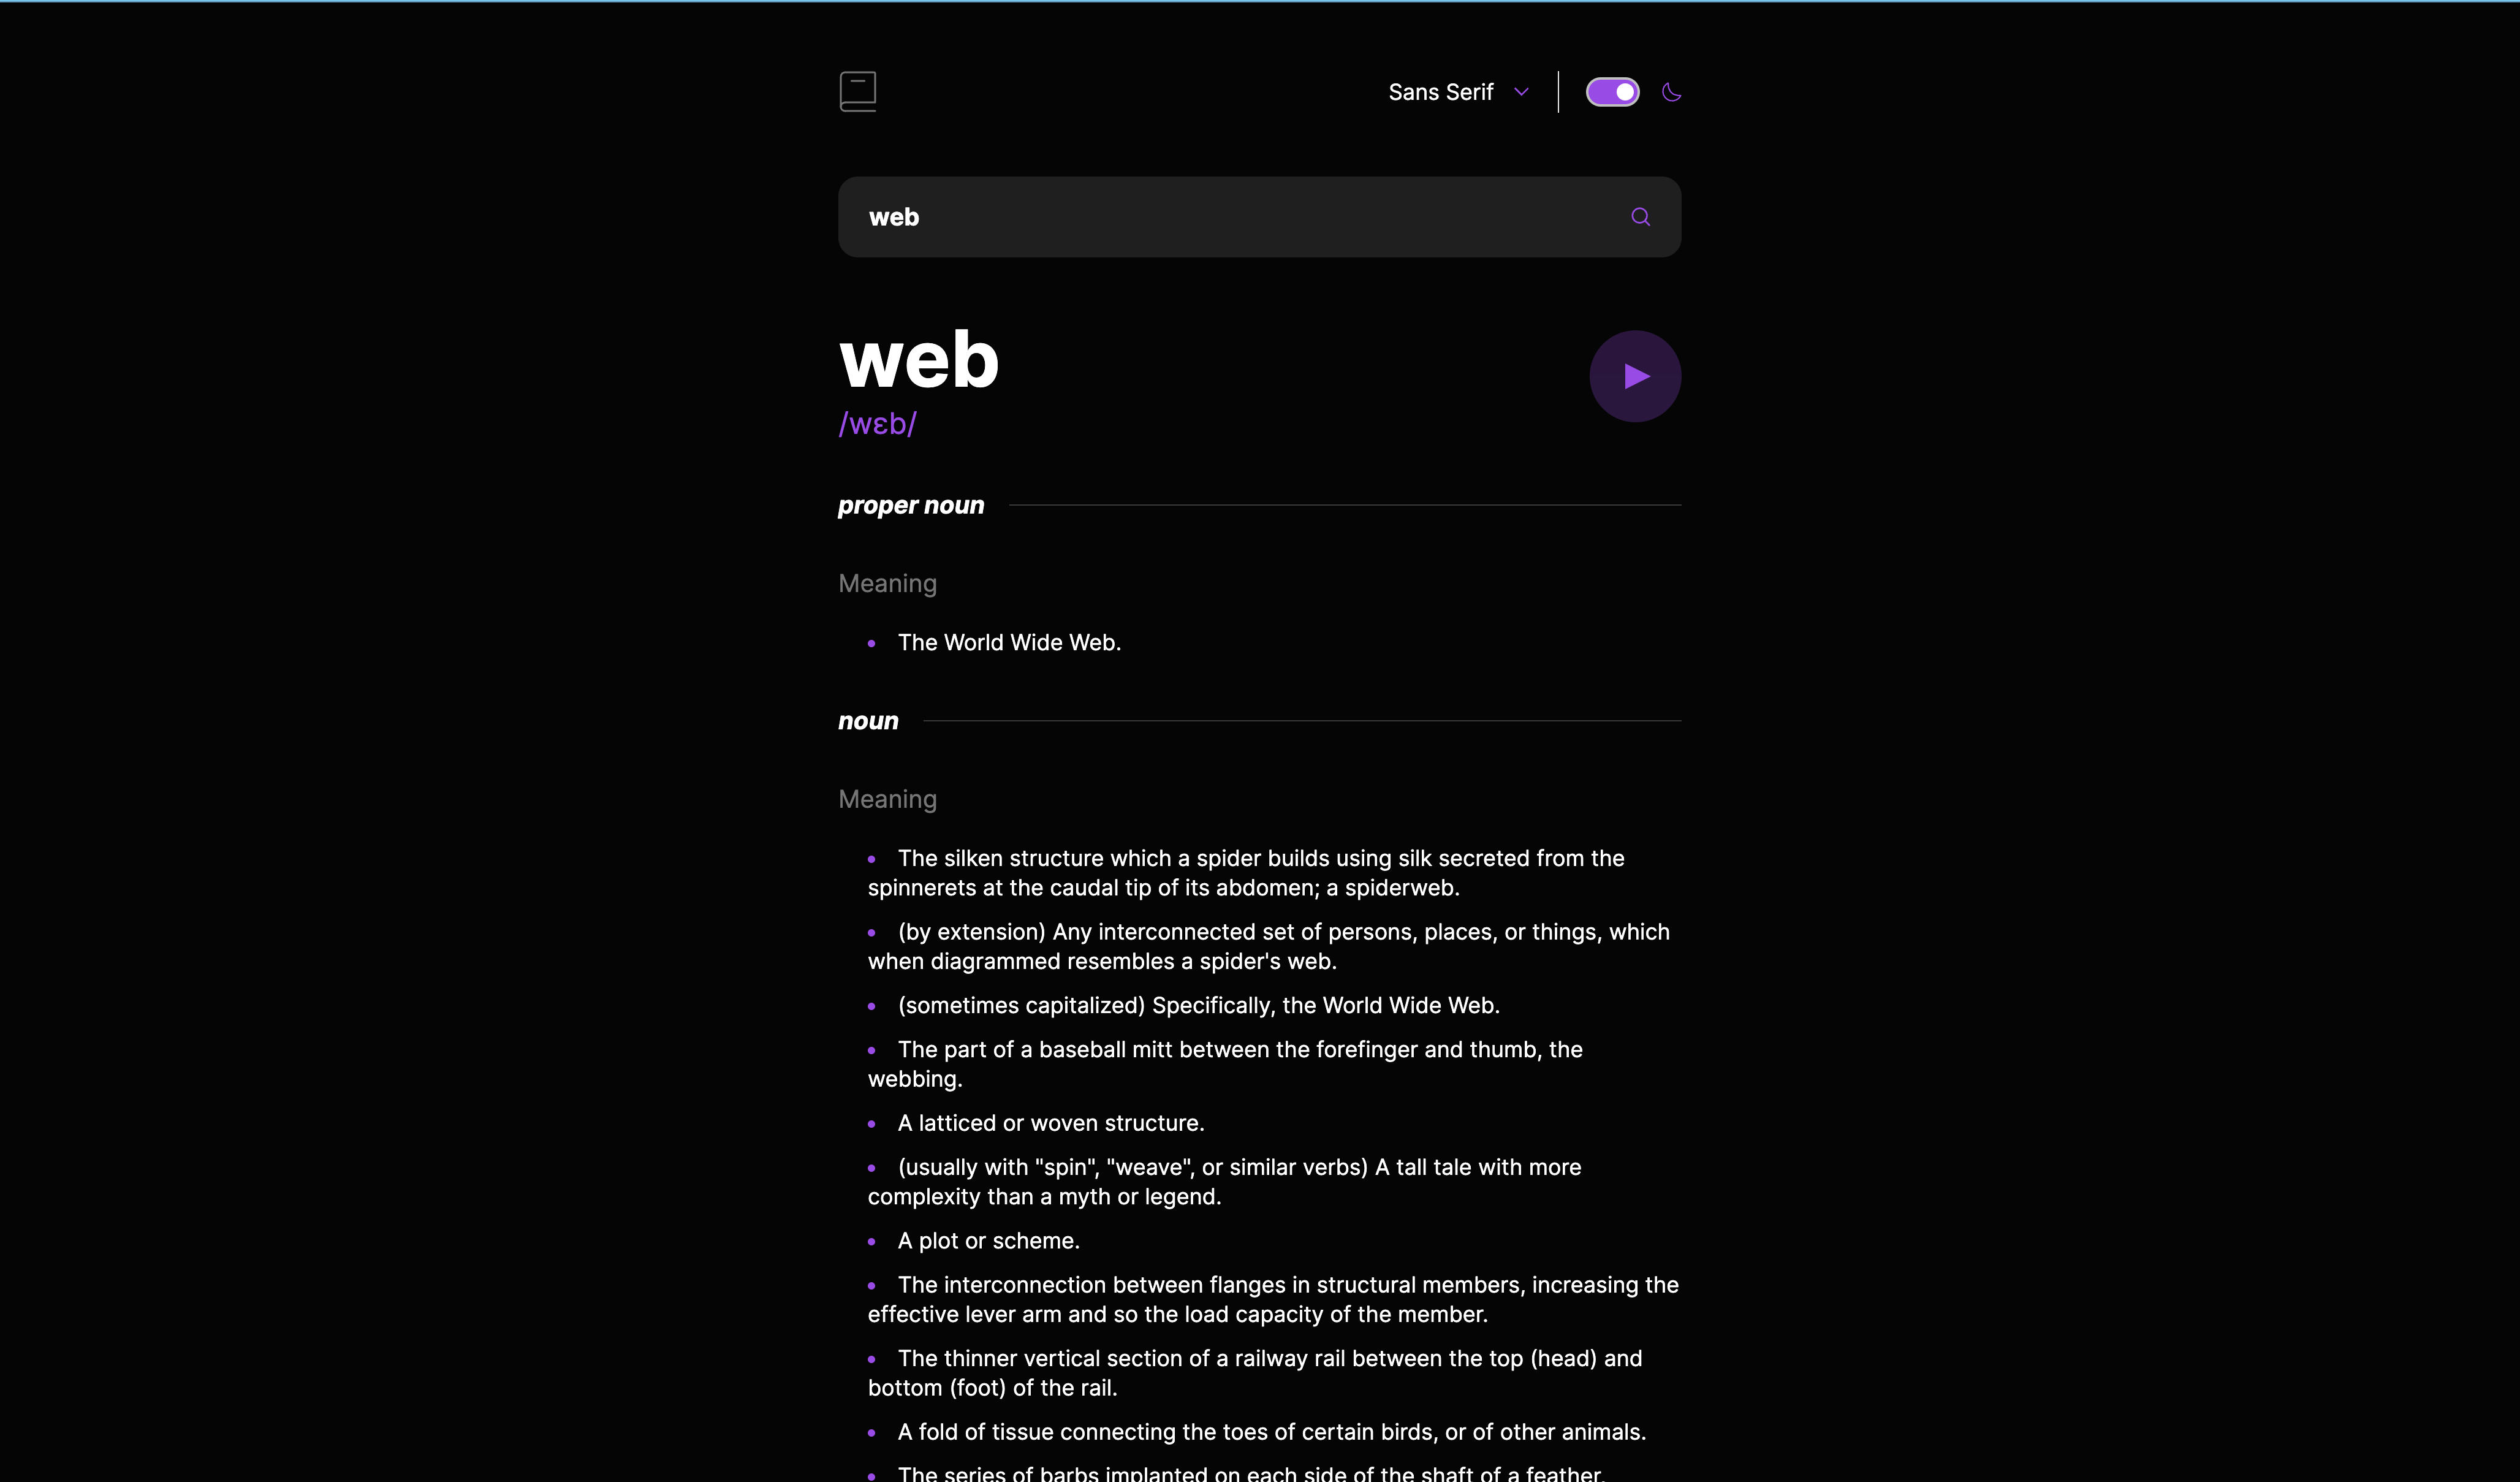 Sans Serif
web
web
/wɛb/
proper noun
Meaning
The World Wide Web.
noun
Meaning
The silken structure which a spider builds using silk secreted from the
spinnerets at the caudal tip of its abdomen; a spiderweb.
(by extension) Any interconnected set of persons, places, or things, which
when diagrammed resembles a spider's web.
(sometimes capitalized) Specifically, the World Wide Web.
The part of a baseball mitt between the forefinger and thumb, the
webbing.
A latticed or woven structure.
(usually with "spin", "weave", or similar verbs) A tall tale with more
complexity than a myth or legend.
A plot or scheme.
The interconnection between flanges in structural members, increasing the
effective lever arm and so the load capacity of the member.
The thinner vertical section of a railway rail between the top (head) and
bottom (foot) of the rail.
A fold of tissue connecting the toes of certain birds, or of other animals.
The series of barbs implanted on each side of the shaft of a feather.